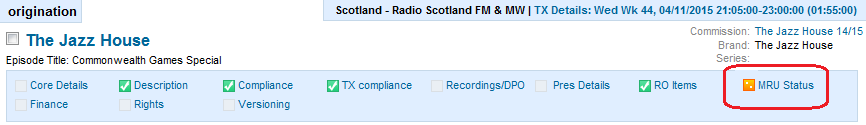 origination
Scotland - Radio Scotland FM & MW | TX Details: Wed Wk 44, 04/11/2015 21:05:00-23:00:00 (01:55:00)
The Jazz House
Commission: The Jazz House 14/15
Brand: The Jazz House
Series:
Episode Title: Commonwealth Games Special
Core Details Description Compliance TX compliance Recordings/DPO Pres Details RO Items MRU Status
Finance Rights Versioning